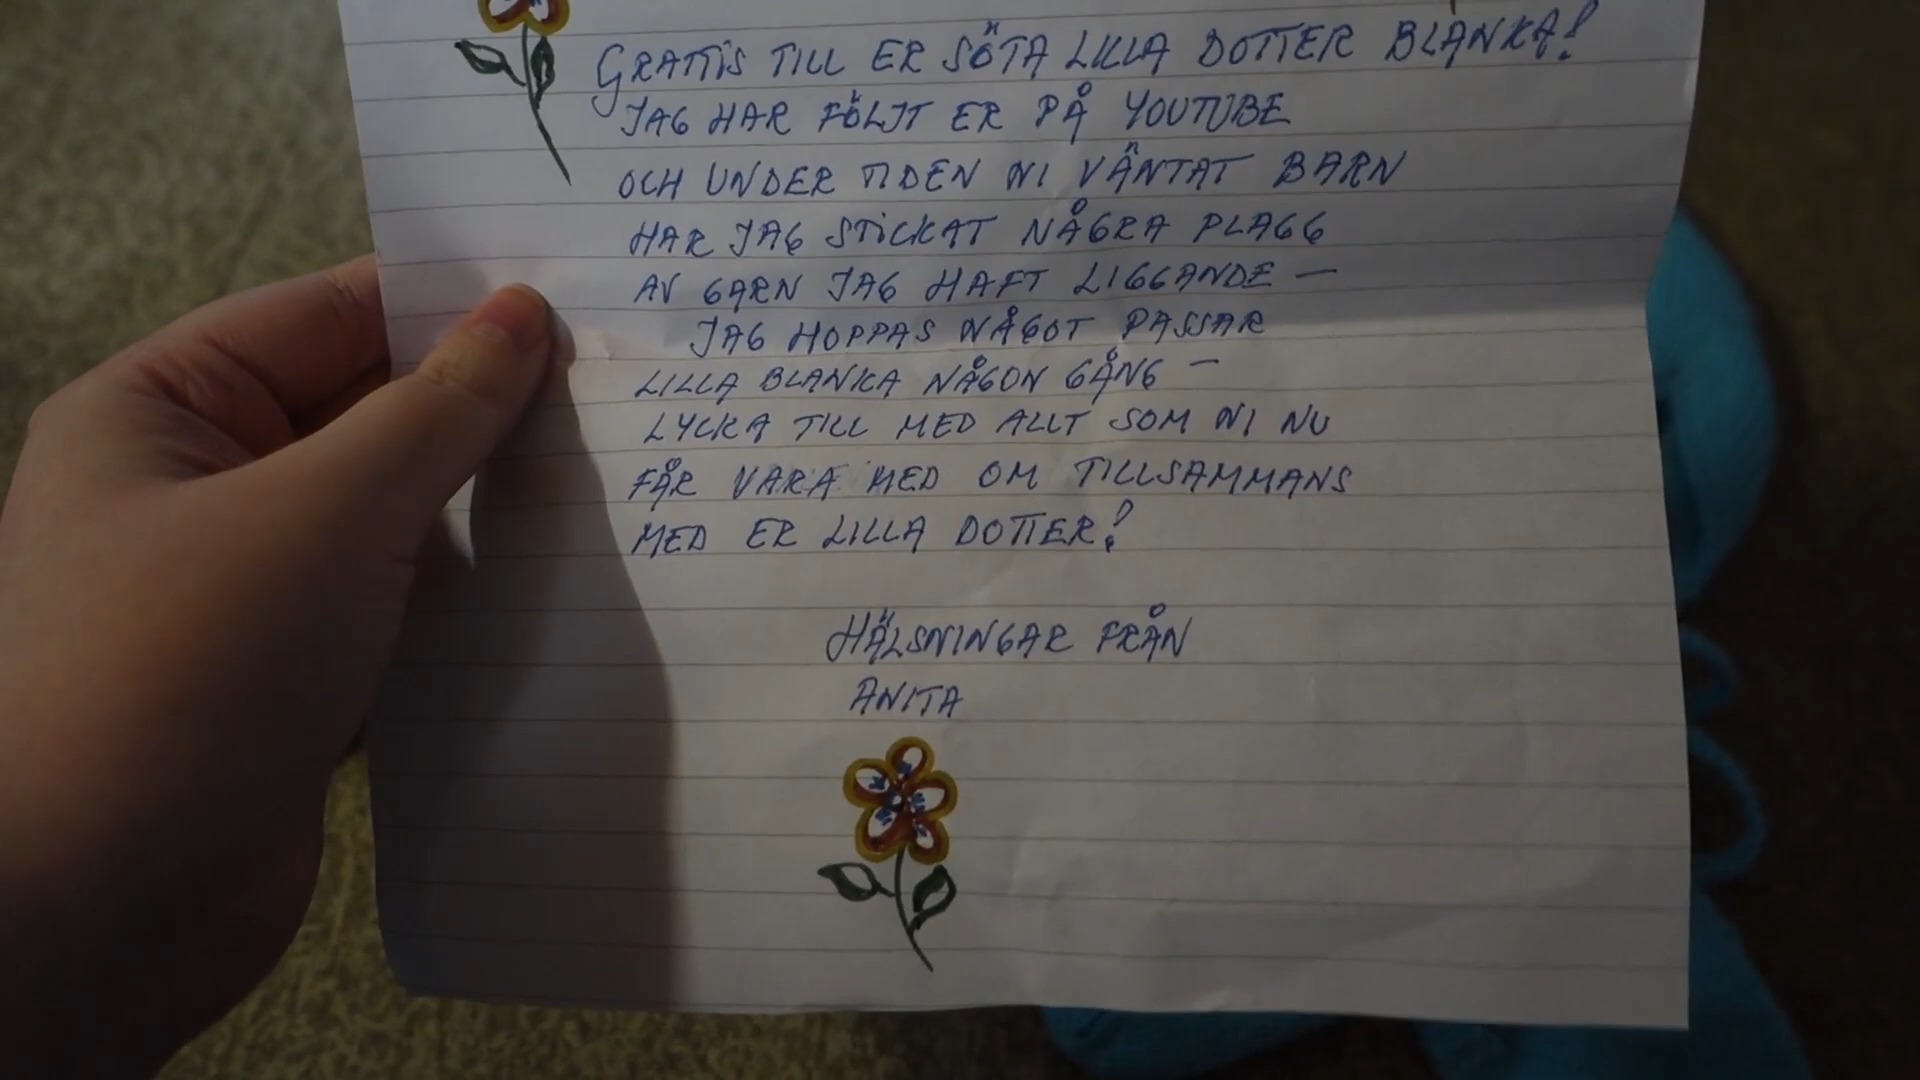 GRATTIS TILL ER SÖTA LILLA DOTTER BLANKA!
JAG HAR FÖLJT ER PÅ YOUTUBE
OCH UNDER TIDEN NI VÄNTAT BARN
HAR JAG STICKAT NÅGRA PLAGG
AV GARN JAG HAFT LIGGANDE —
JAG HOPPAS NÅGOT PASSAR
LILLA BLANKA NÅGON GÅNG —
LYCKA TILL MED ALLT SOM NI NU
FÅR VARA MED OM TILLSAMMANS
MED ER LILLA DOTTER!
HÄLSNINGAR FRÅN
ANITA